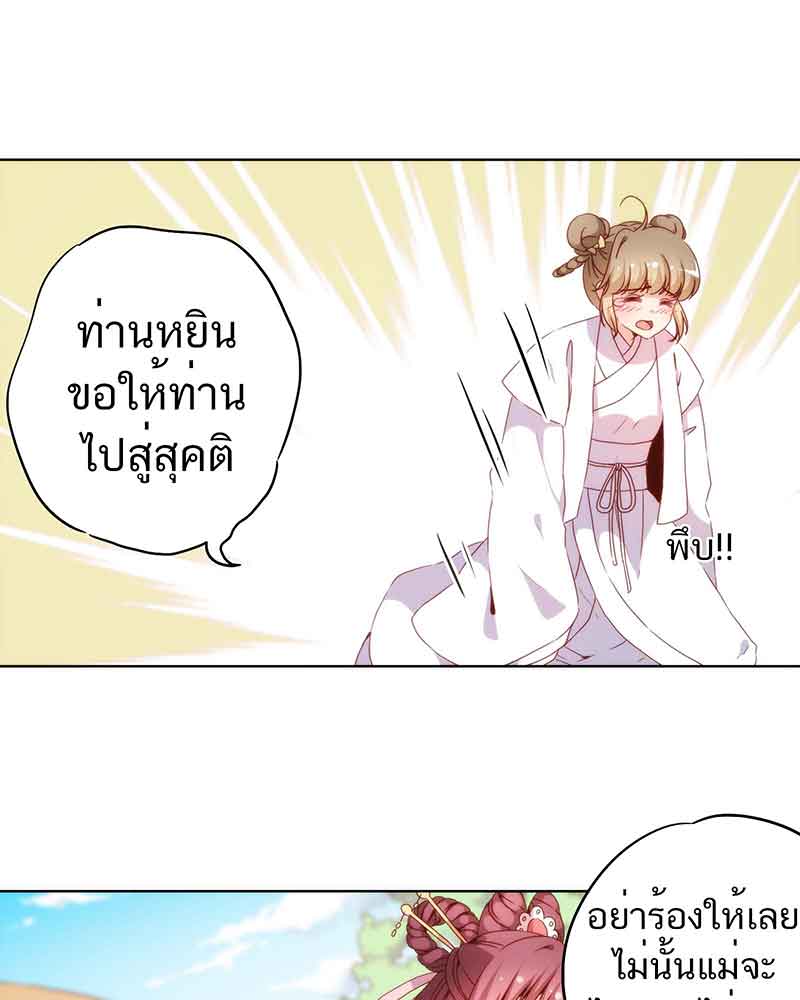 ท่านหยิน
ขอให้ท่าน
ไปสู่สุคติ
พึบ!!
อย่าร้องให้เลย
ไม่นั้นแม่จะ